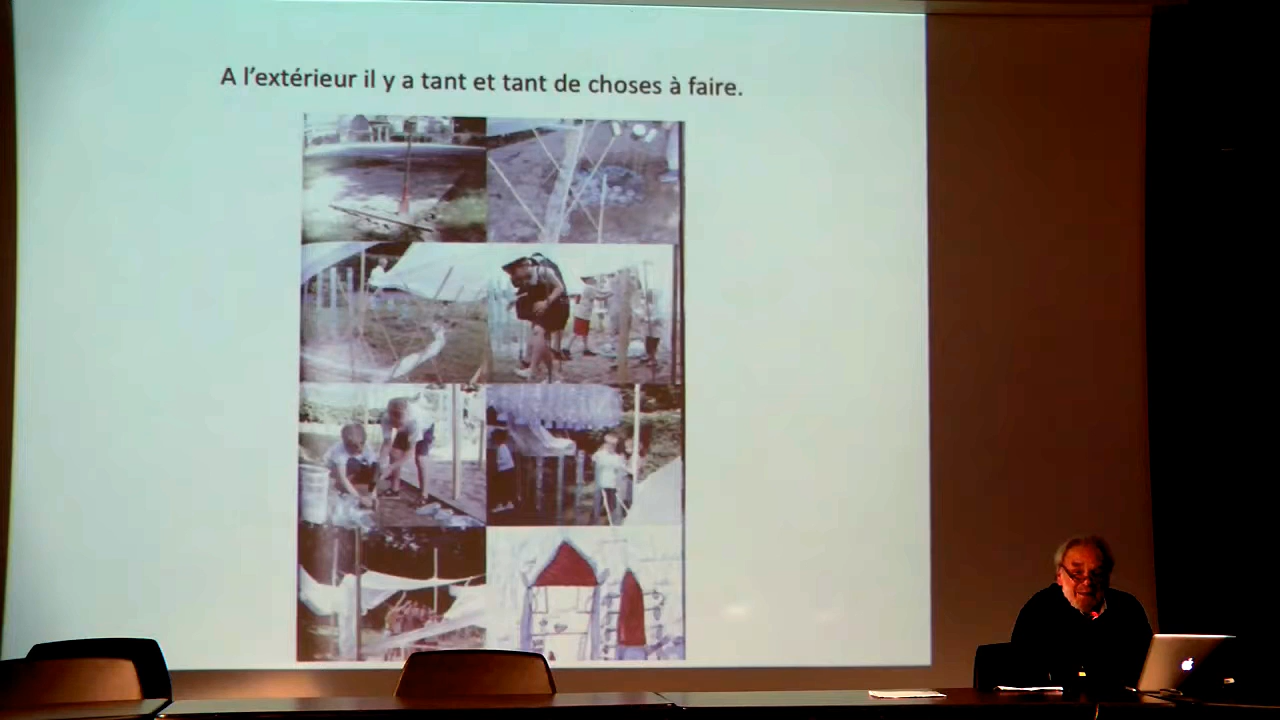 A l'extérieur il y a tant et tant de choses à faire.